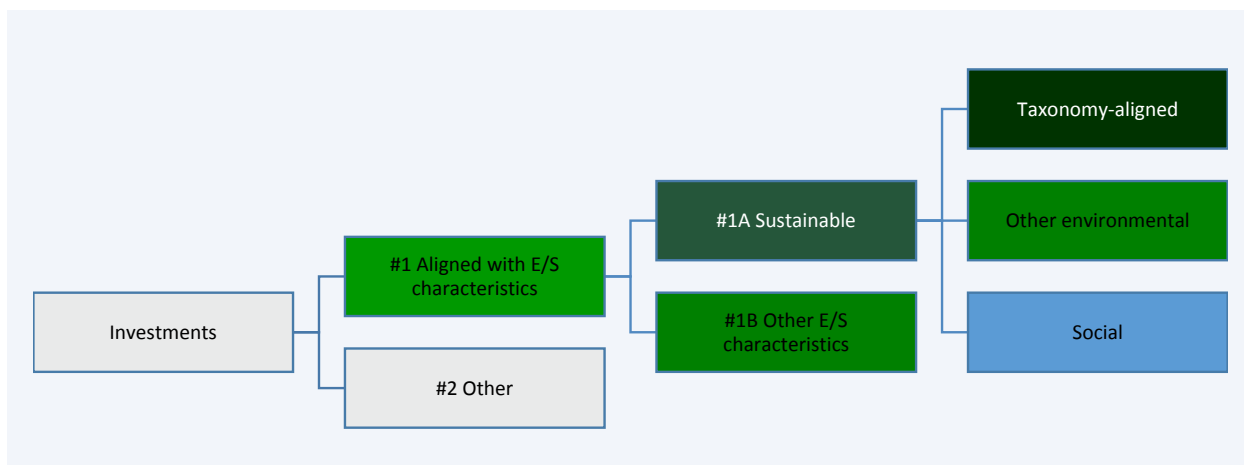 Taxonomy-aligned
#1A Sustainable
Other environmental
#1 Aligned with E/S
characteristics
Investments
#1B Other E/S
characteristics
Social
#2 Other